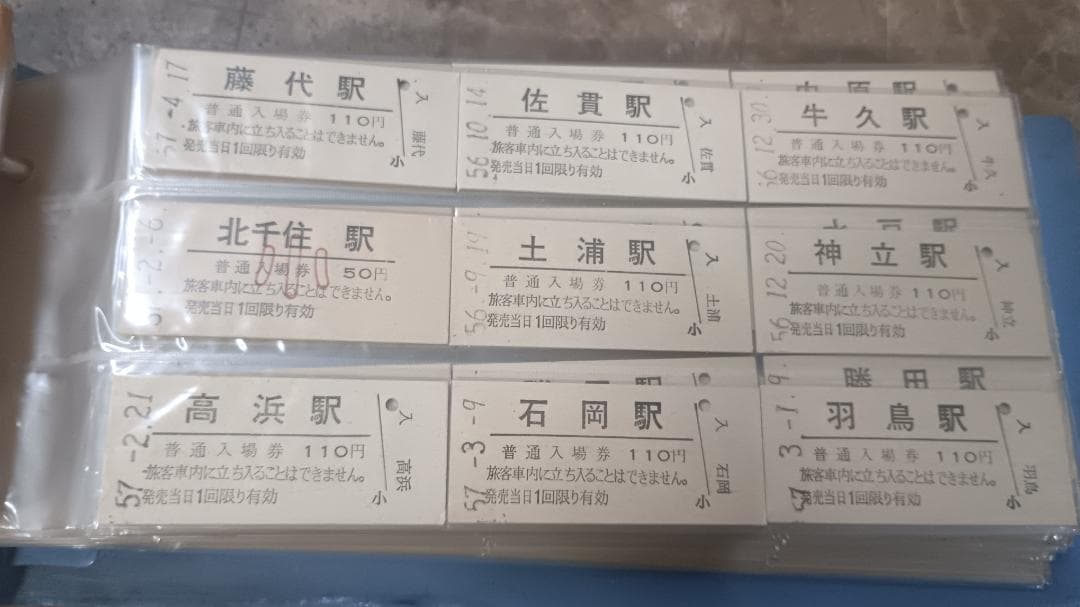 藤代駅
普通入場券 110円
旅客車内に立ち入ることはできません。
発売当日1回限り有効
57.-4.17
入
藤代
小
佐貫駅
普通入場券 110円
旅客車内に立ち入ることはできません。
発売当日1回限り有効
56.10.14
入
佐貫
小
牛久駅
普通入場券 110円
旅客車内に立ち入ることはできません。
発売当日1回限り有効
56.12.30
入
牛久
小
北千住駅
普通入場券 50円
旅客車内に立ち入ることはできません。
発売当日1回限り有効
-2.-6
土浦駅
普通入場券 110円
旅客車内に立ち入ることはできません。
発売当日1回限り有効
56.-9.19
入
土浦
小
神立駅
普通入場券 110円
旅客車内に立ち入ることはできません。
発売当日1回限り有効
56.12.20
入
神立
小
高浜駅
普通入場券 110円
旅客車内に立ち入ることはできません。
発売当日1回限り有効
57.-2.21
入
高浜
小
石岡駅
普通入場券 110円
旅客車内に立ち入ることはできません。
発売当日1回限り有効
57.-3.-9
入
石岡
小
勝田駅
羽鳥駅
普通入場券 110円
旅客車内に立ち入ることはできません。
発売当日1回限り有効
57.3.-1.9
入
羽鳥
小